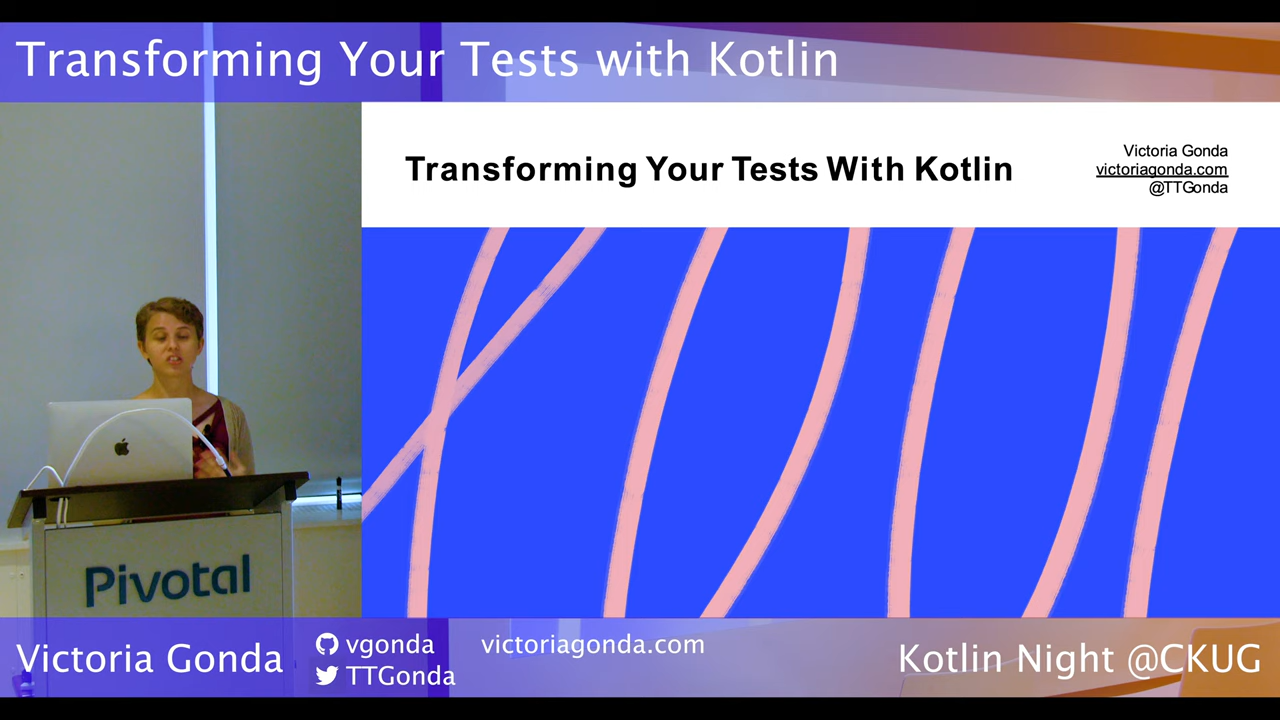 Transforming Your Tests with Kotlin
Transforming Your Tests With Kotlin
Victoria Gonda
victoriagonda.com
@TTGonda
Pivotal
Victoria Gonda
vgonda
victoriagonda.com
TTGonda
Kotlin Night @CKUG